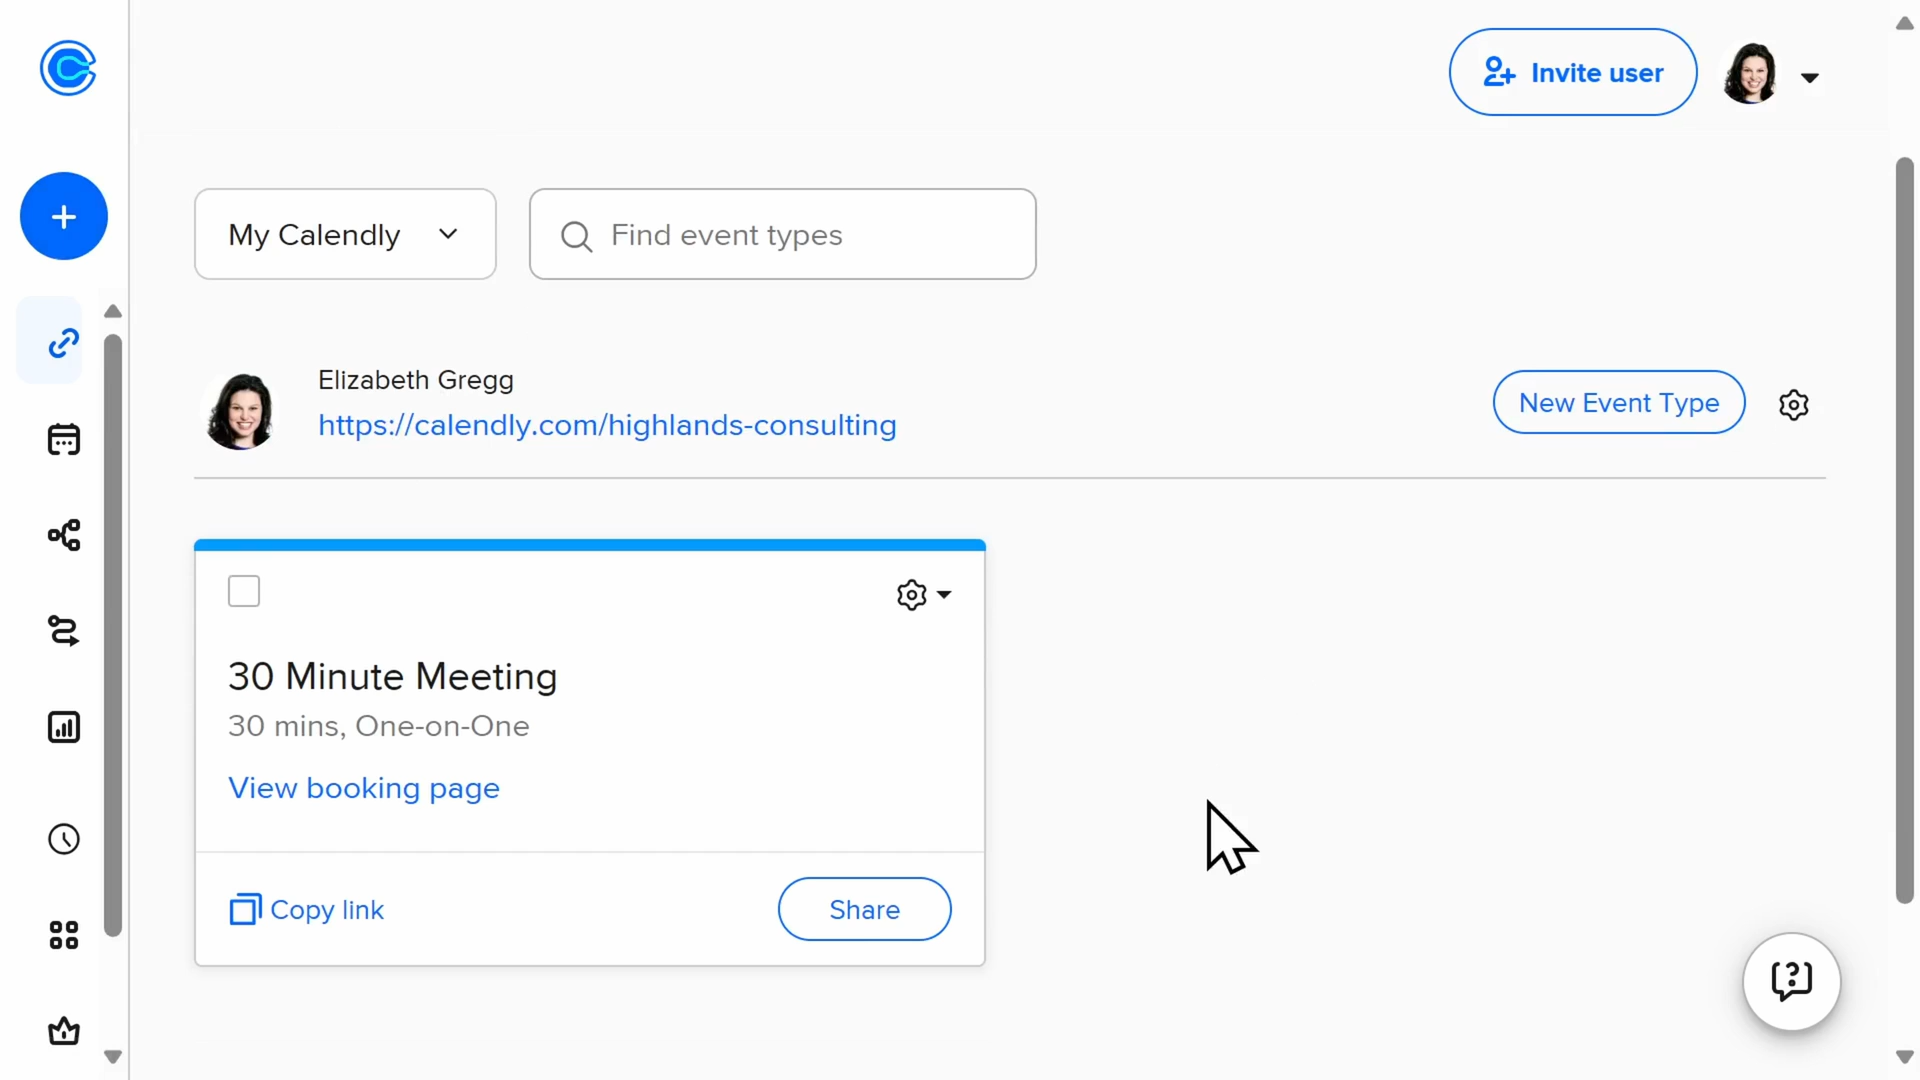 Invite user
My Calendly
Find event types
Elizabeth Gregg
https://calendly.com/highlands-consulting
New Event Type
30 Minute Meeting
30 mins, One-on-One
View booking page
Copy link
Share